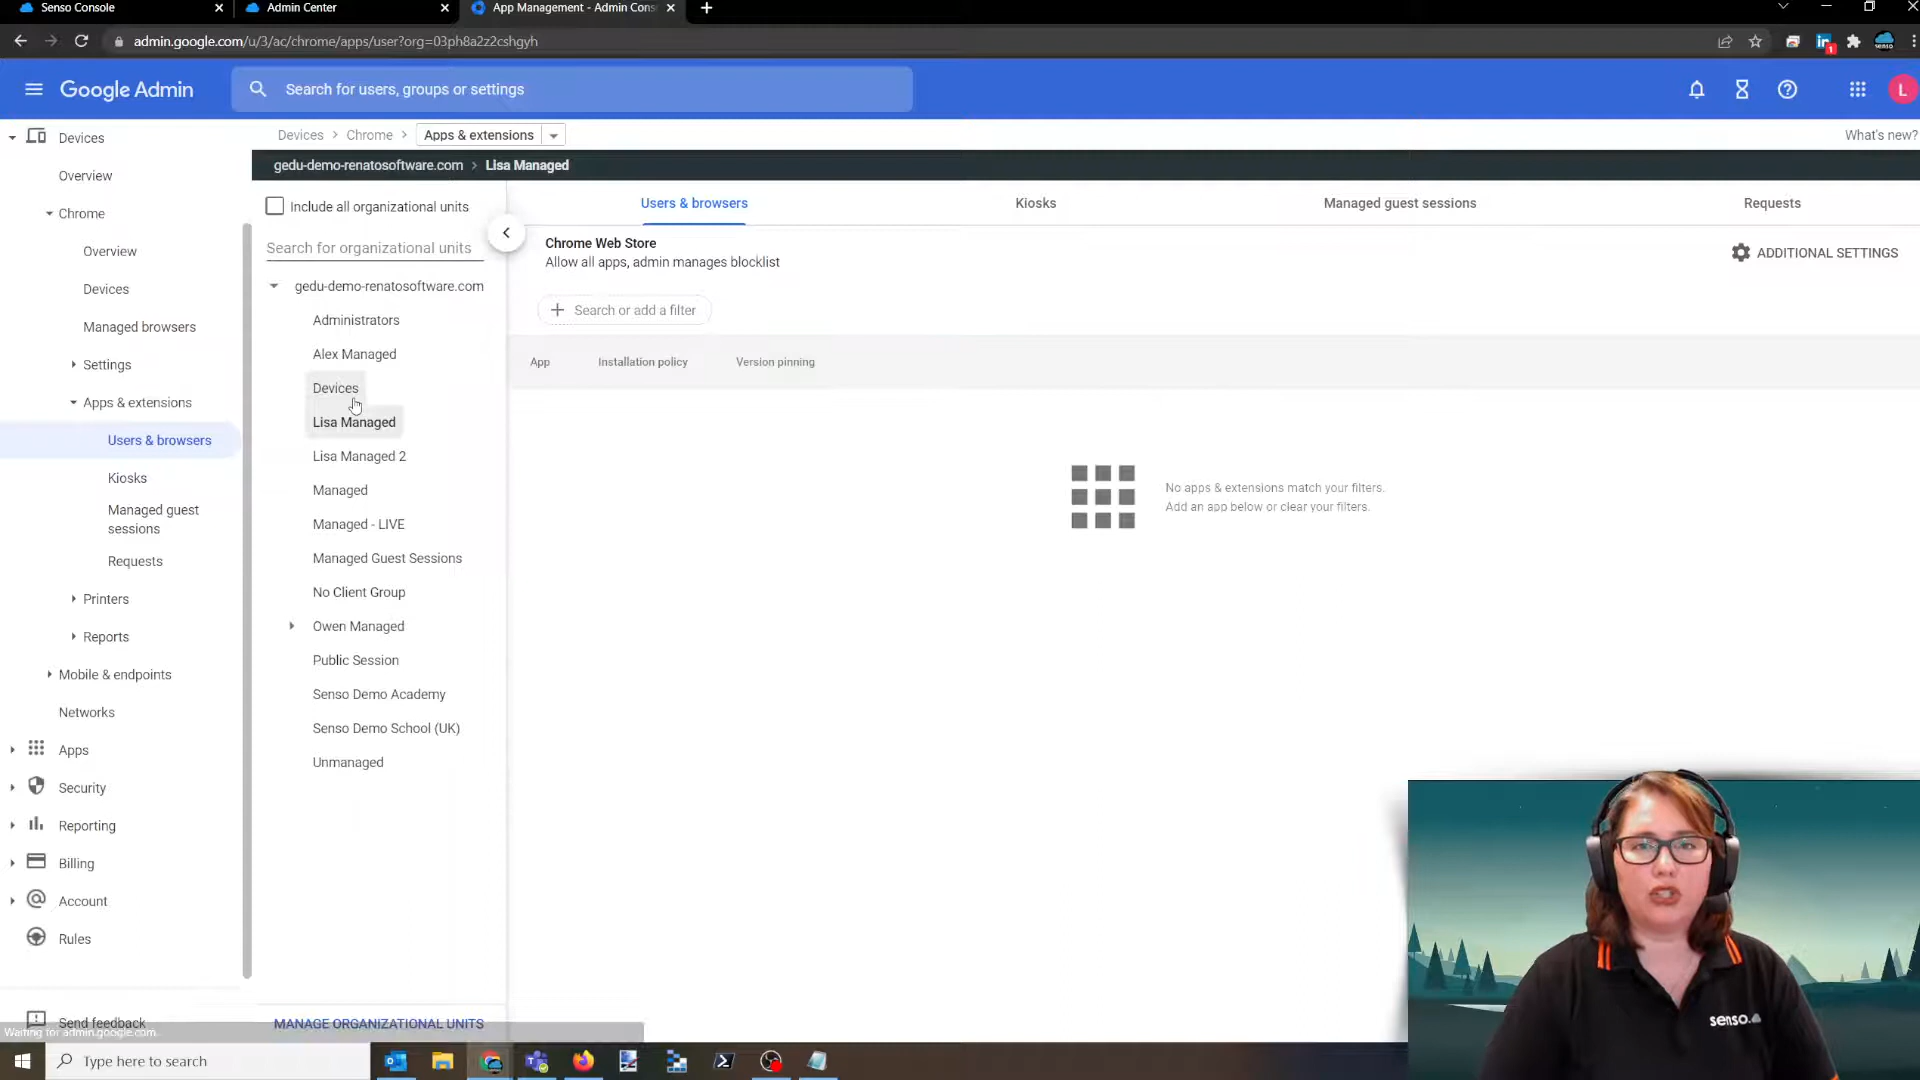 Senso Console
Admin Center
App Management - Admin Cons
admin.google.com/u/3/ac/chrome/apps/user?org=03ph8a2z2cshgyh
1
senso
Google Admin
Search for users, groups or settings
L
Devices
Overview
Chrome
Overview
Devices
Managed browsers
Settings
Apps & extensions
Users & browsers
Kiosks
Managed guest
sessions
Requests
Printers
Reports
Mobile & endpoints
Networks
Apps
Security
Reporting
Billing
Account
Rules
Send feedback
Waiting for admin.google.com...
Devices > Chrome > Apps & extensions
What's new?
gedu-demo-renatosoftware.com > Lisa Managed
Include all organizational units
Search for organizational units
gedu-demo-renatosoftware.com
Administrators
Alex Managed
Devices
Lisa Managed
Lisa Managed 2
Managed
Managed - LIVE
Managed Guest Sessions
No Client Group
Owen Managed
Public Session
Senso Demo Academy
Senso Demo School (UK)
Unmanaged
MANAGE ORGANIZATIONAL UNITS
Users & browsers
Kiosks
Managed guest sessions
Requests
Chrome Web Store
Allow all apps, admin manages blocklist
ADDITIONAL SETTINGS
Search or add a filter
App
Installation policy
Version pinning
No apps & extensions match your filters.
Add an app below or clear your filters.
senso.
Type here to search